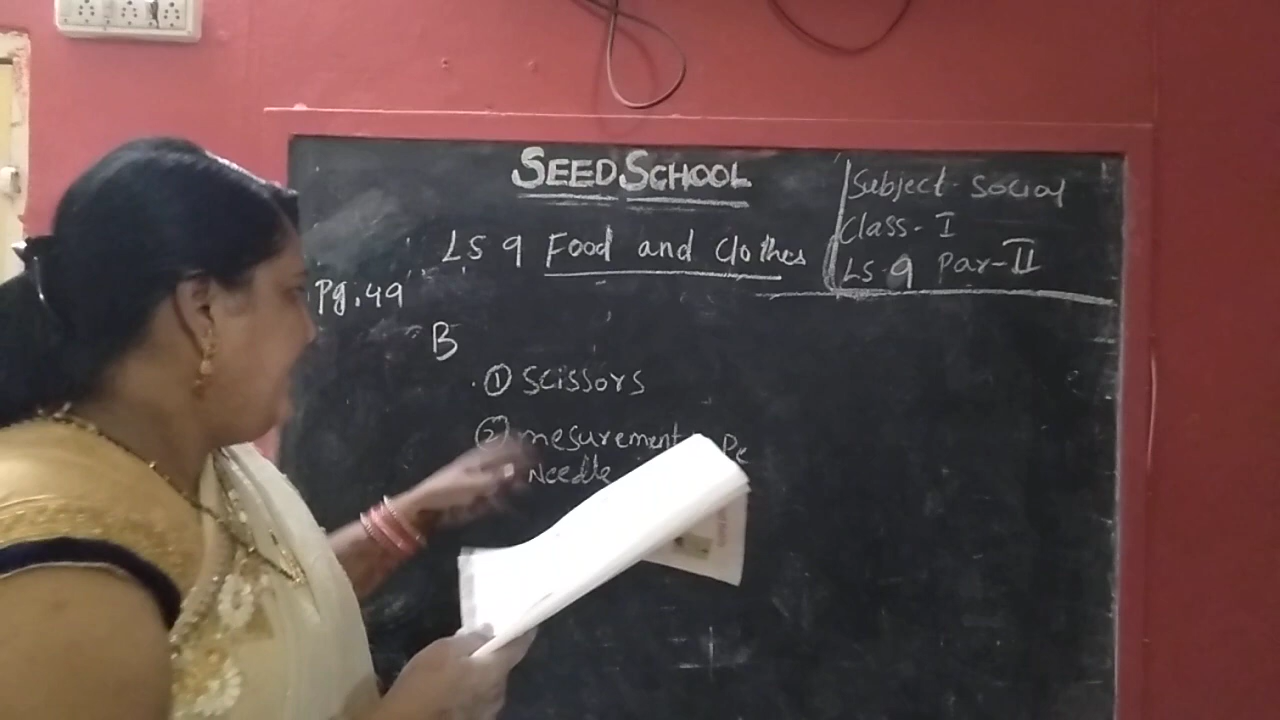 SEED SCHOOL
Subject - Social
Class - I
LS - 9 Par-II
LS 9 Food and Clothes
Pg. 49
B
① Scissors
② mesurement
Needle